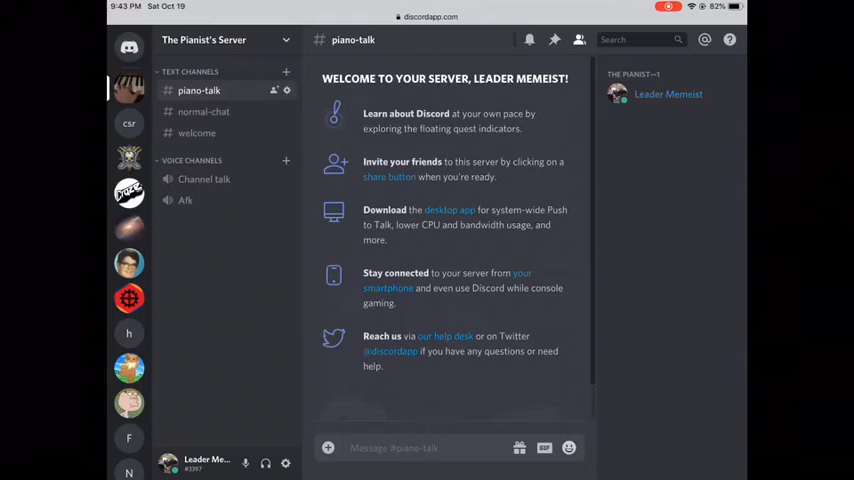 9:43 PM Sat Oct 19
82%
discordapp.com
The Pianist's Server
# piano-talk
Search
TEXT CHANNELS
# piano-talk
# normal-chat
# welcome
VOICE CHANNELS
Channel talk
Afk
csr
h
F
N
WELCOME TO YOUR SERVER, LEADER MEMEIST!
Learn about Discord at your own pace by
exploring the floating quest indicators.
Invite your friends to this server by clicking on a
share button when you're ready.
Download the desktop app for system-wide Push
to Talk, lower CPU and bandwidth usage, and
more.
Stay connected to your server from your
smartphone and even use Discord while console
gaming.
Reach us via our help desk or on Twitter
@discordapp if you have any questions or need
help.
Message #piano-talk
GIF
THE PIANIST—1
Leader Memeist
Leader Me...
#3397